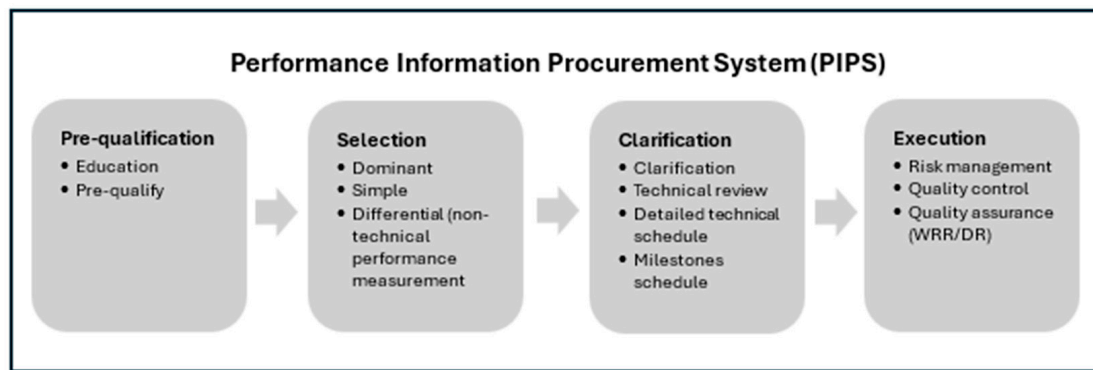 Performance Information Procurement System (PIPS)
Pre-qualification
• Education
• Pre-qualify
Selection
• Dominant
• Simple
• Differential (non-
technical
performance
measurement
Clarification
• Clarification
• Technical review
• Detailed technical
schedule
• Milestones
schedule
Execution
• Risk management
• Quality control
• Quality assurance
(WRR/DR)